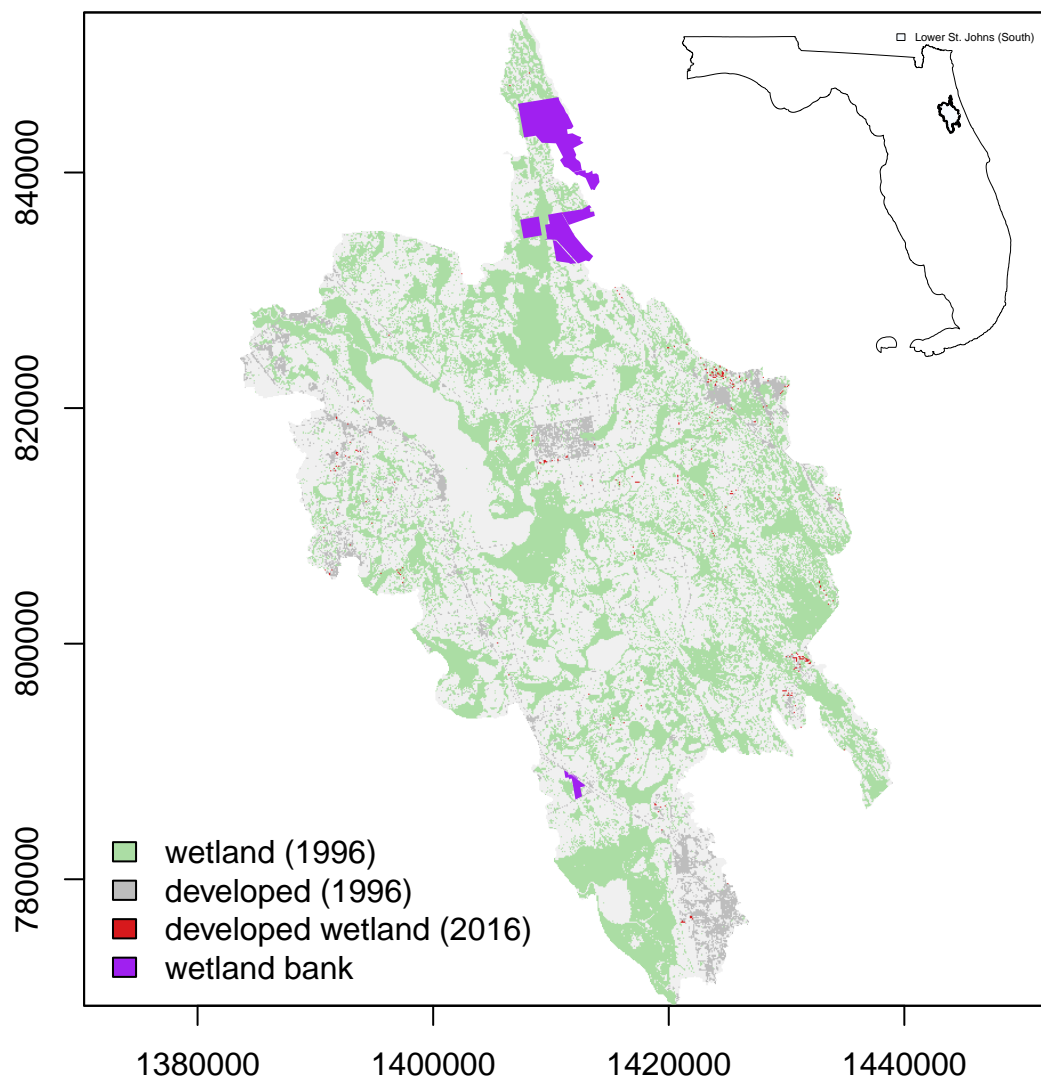 Lower St. Johns (South)
840000
820000
800000
780000
wetland (1996)
developed (1996)
developed wetland (2016)
wetland bank
1380000 1400000 1420000 1440000